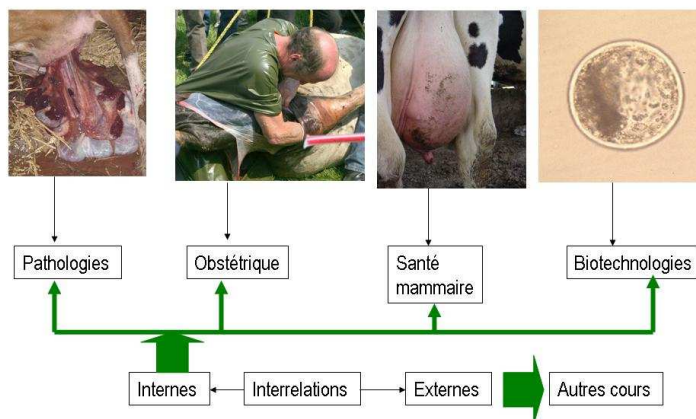 Pathologies
Obstétrique
Santé
mammaire
Biotechnologies
Internes
Interrelations
Externes
Autres cours